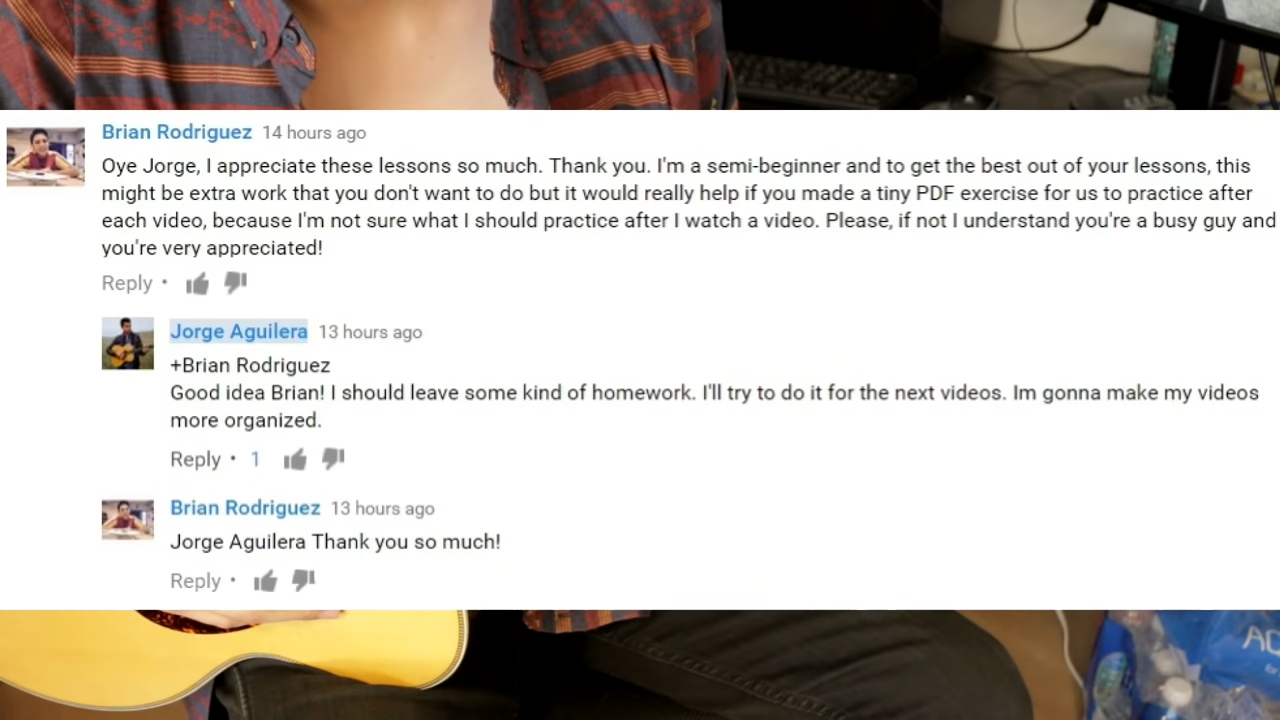 Brian Rodriguez 14 hours ago
Oye Jorge, I appreciate these lessons so much. Thank you. I'm a semi-beginner and to get the best out of your lessons, this
might be extra work that you don't want to do but it would really help if you made a tiny PDF exercise for us to practice after
each video, because I'm not sure what I should practice after I watch a video. Please, if not I understand you're a busy guy and
you're very appreciated!
Reply •
Jorge Aguilera 13 hours ago
+Brian Rodriguez
Good idea Brian! I should leave some kind of homework. I'll try to do it for the next videos. Im gonna make my videos
more organized.
Reply • 1
Brian Rodriguez 13 hours ago
Jorge Aguilera Thank you so much!
Reply •